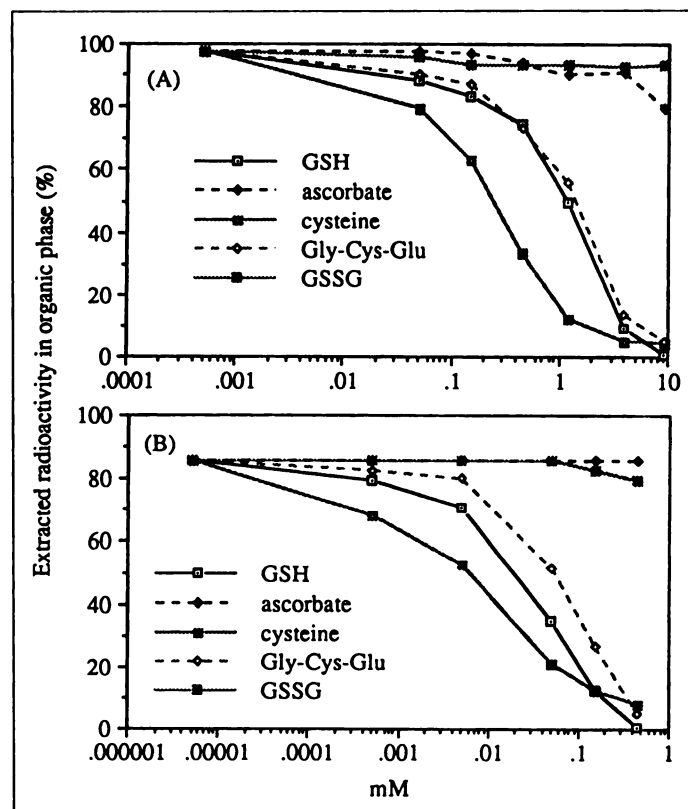 Extracted radioactivity in organic phase (%)
100
80
60
40
20
0
(A)
GSH
ascorbate
cysteine
Gly-Cys-Glu
GSSG
.0001 .001 .01 .1 1 10
100
80
60
40
20
0
(B)
GSH
ascorbate
cysteine
Gly-Cys-Glu
GSSG
.000001 .00001 .0001 .001 .01 .1 1
mM